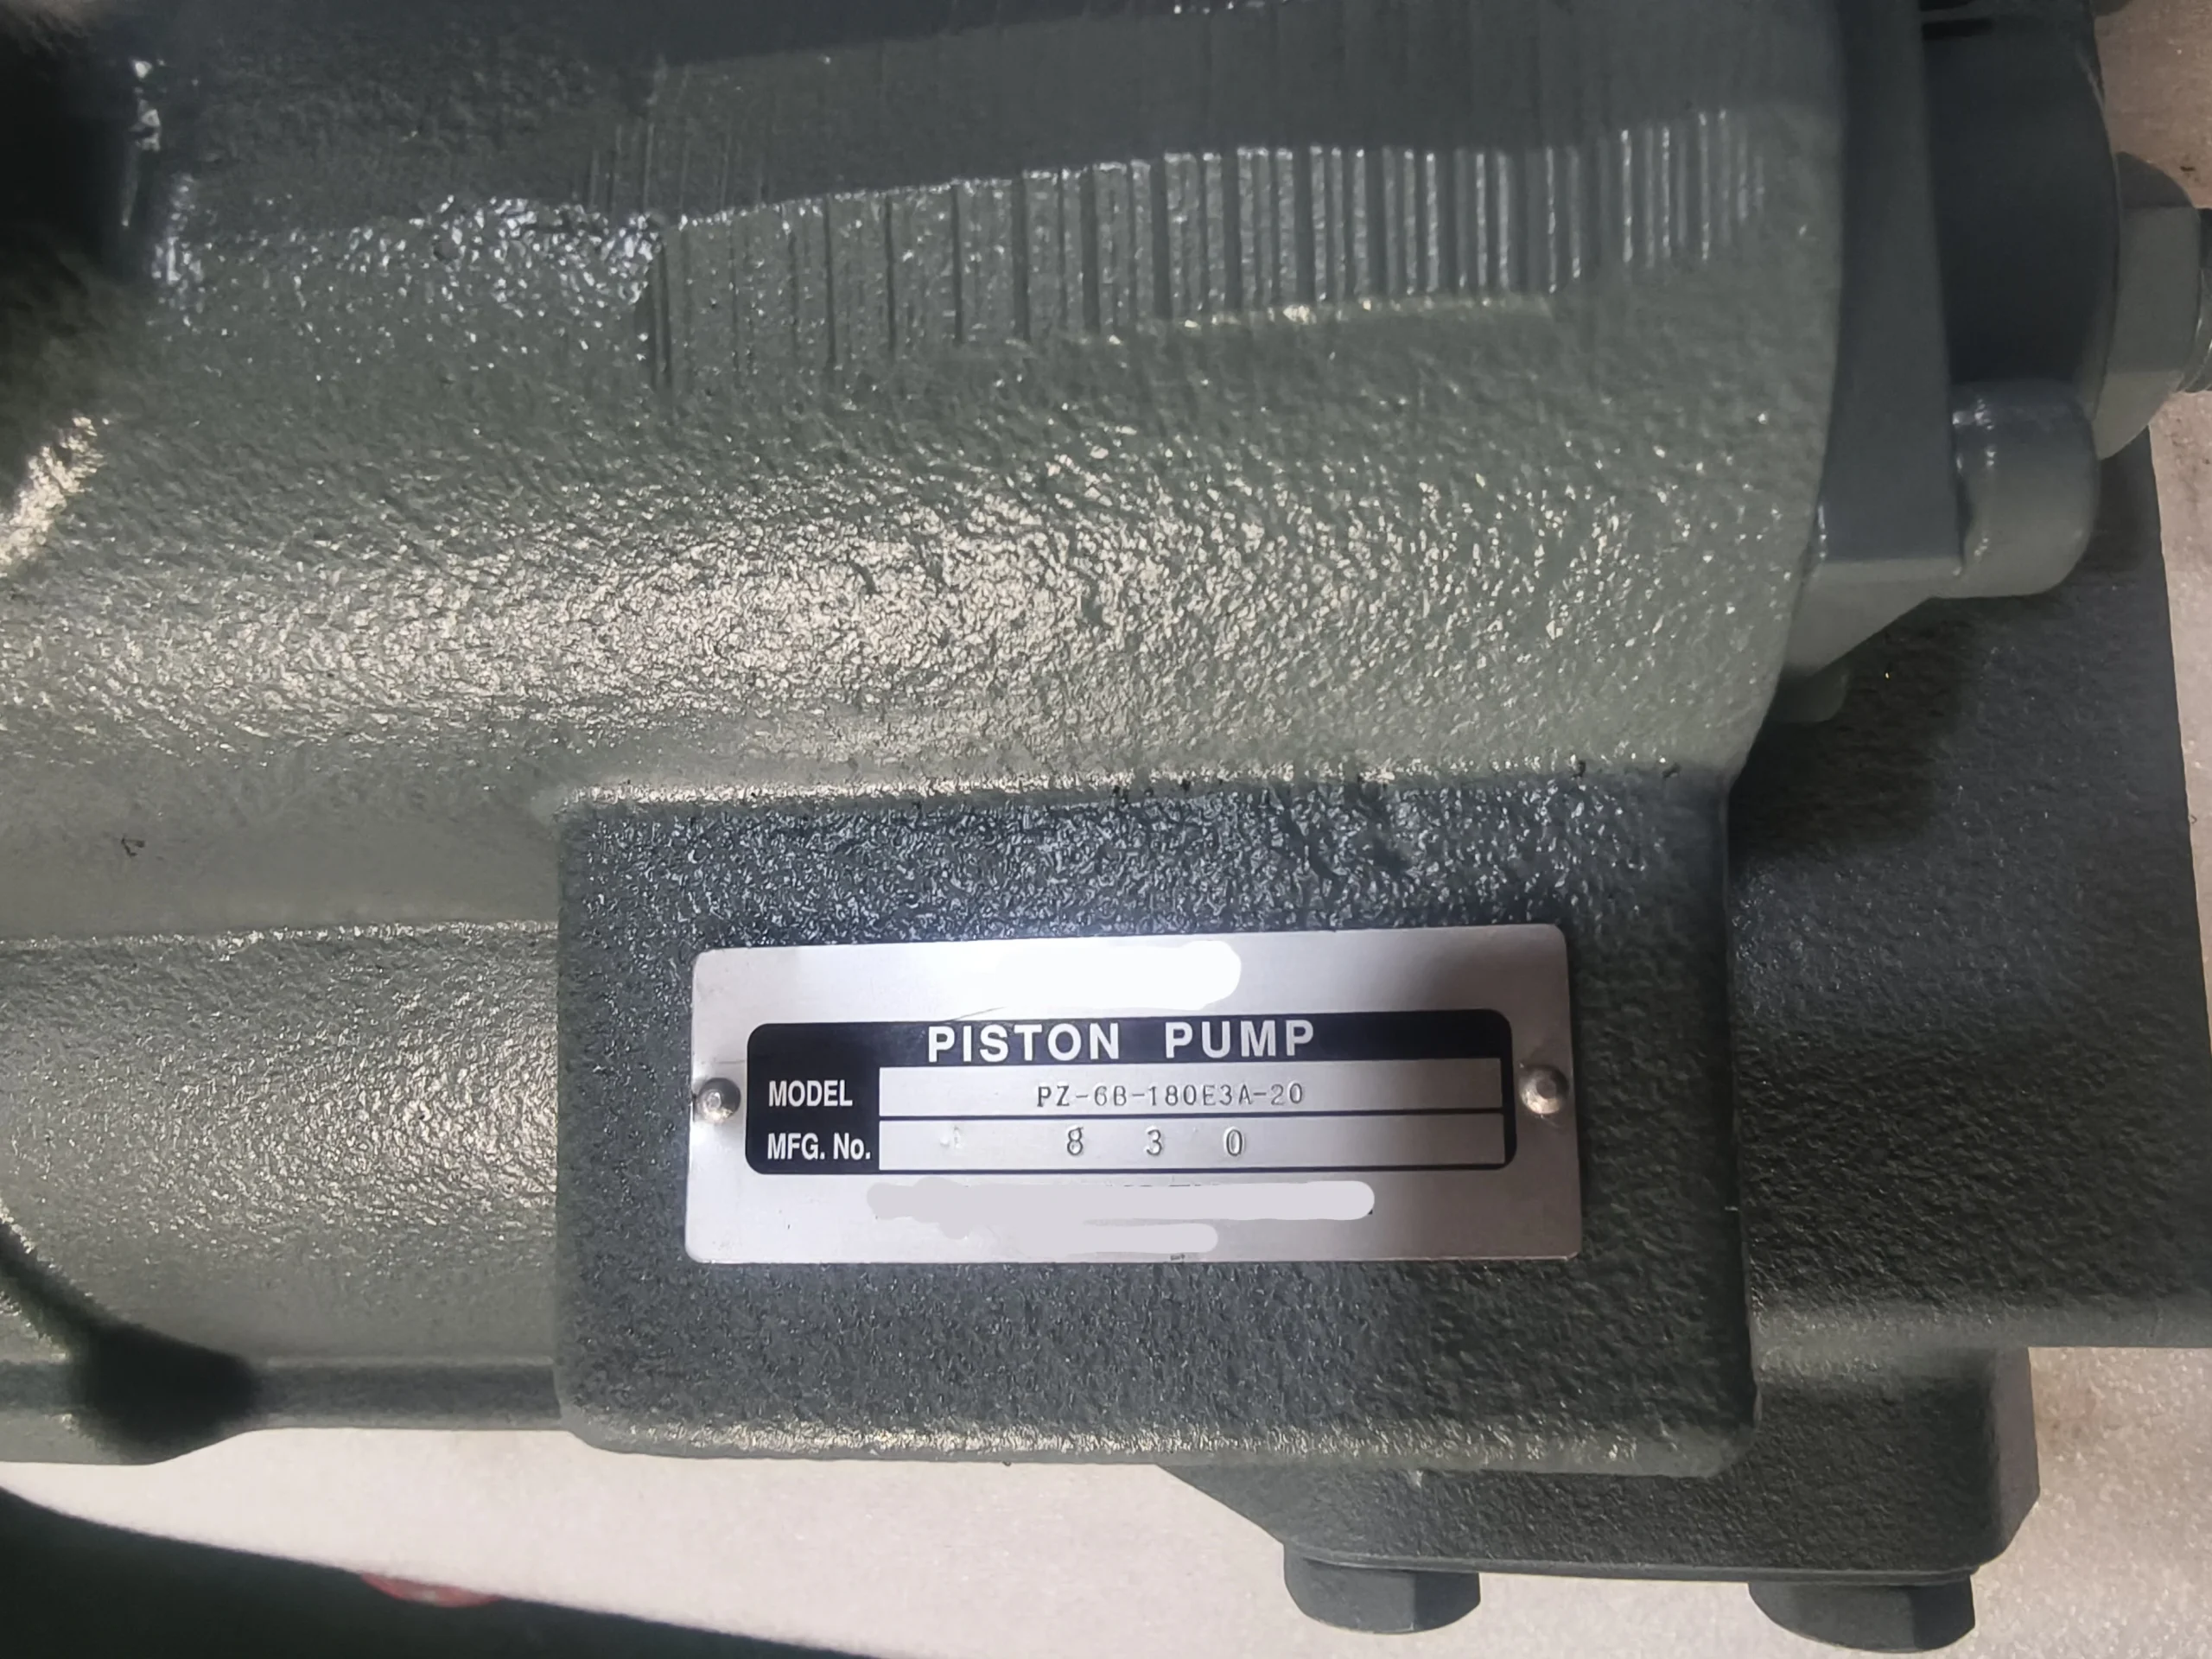 PISTON PUMP
MODEL PZ-6B-180E3A-20
MFG. No. 8 3 0